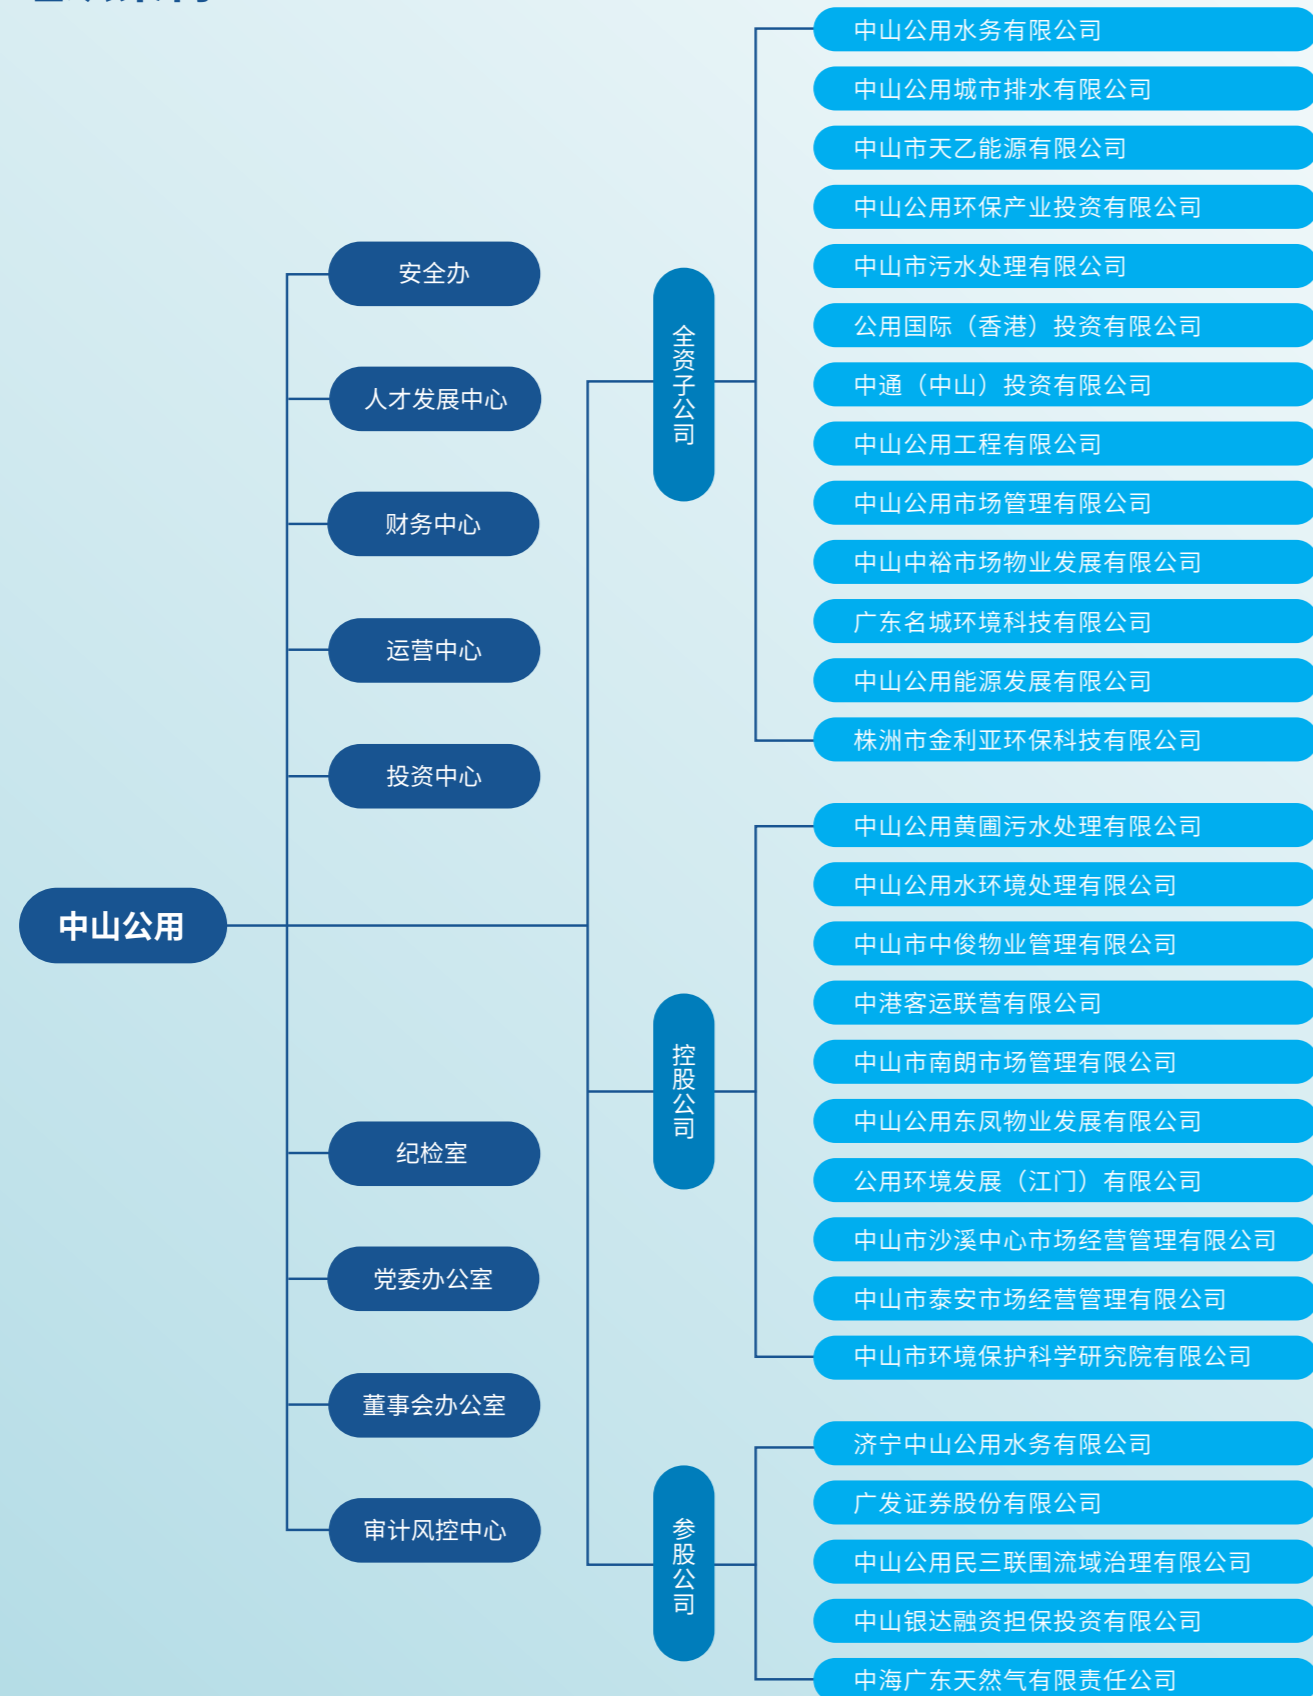 中山公用
安全办
人才发展中心
财务中心
运营中心
投资中心
纪检室
党委办公室
董事会办公室
审计风控中心
全资子公司
中山公用水务有限公司
中山公用城市排水有限公司
中山市天乙能源有限公司
中山公用环保产业投资有限公司
中山市污水处理有限公司
公用国际（香港）投资有限公司
中通（中山）投资有限公司
中山公用工程有限公司
中山公用市场管理有限公司
中山中裕市场物业发展有限公司
广东名城环境科技有限公司
中山公用能源发展有限公司
株洲市金利亚环保科技有限公司
控股公司
中山公用黄圃污水处理有限公司
中山公用水环境处理有限公司
中山市中俊物业管理有限公司
中港客运联营有限公司
中山市南朗市场管理有限公司
中山公用东凤物业发展有限公司
公用环境发展（江门）有限公司
中山市沙溪中心市场经营管理有限公司
中山市泰安市场经营管理有限公司
中山市环境保护科学研究院有限公司
参股公司
济宁中山公用水务有限公司
广发证券股份有限公司
中山公用民三联围流域治理有限公司
中山银达融资担保投资有限公司
中海广东天然气有限责任公司